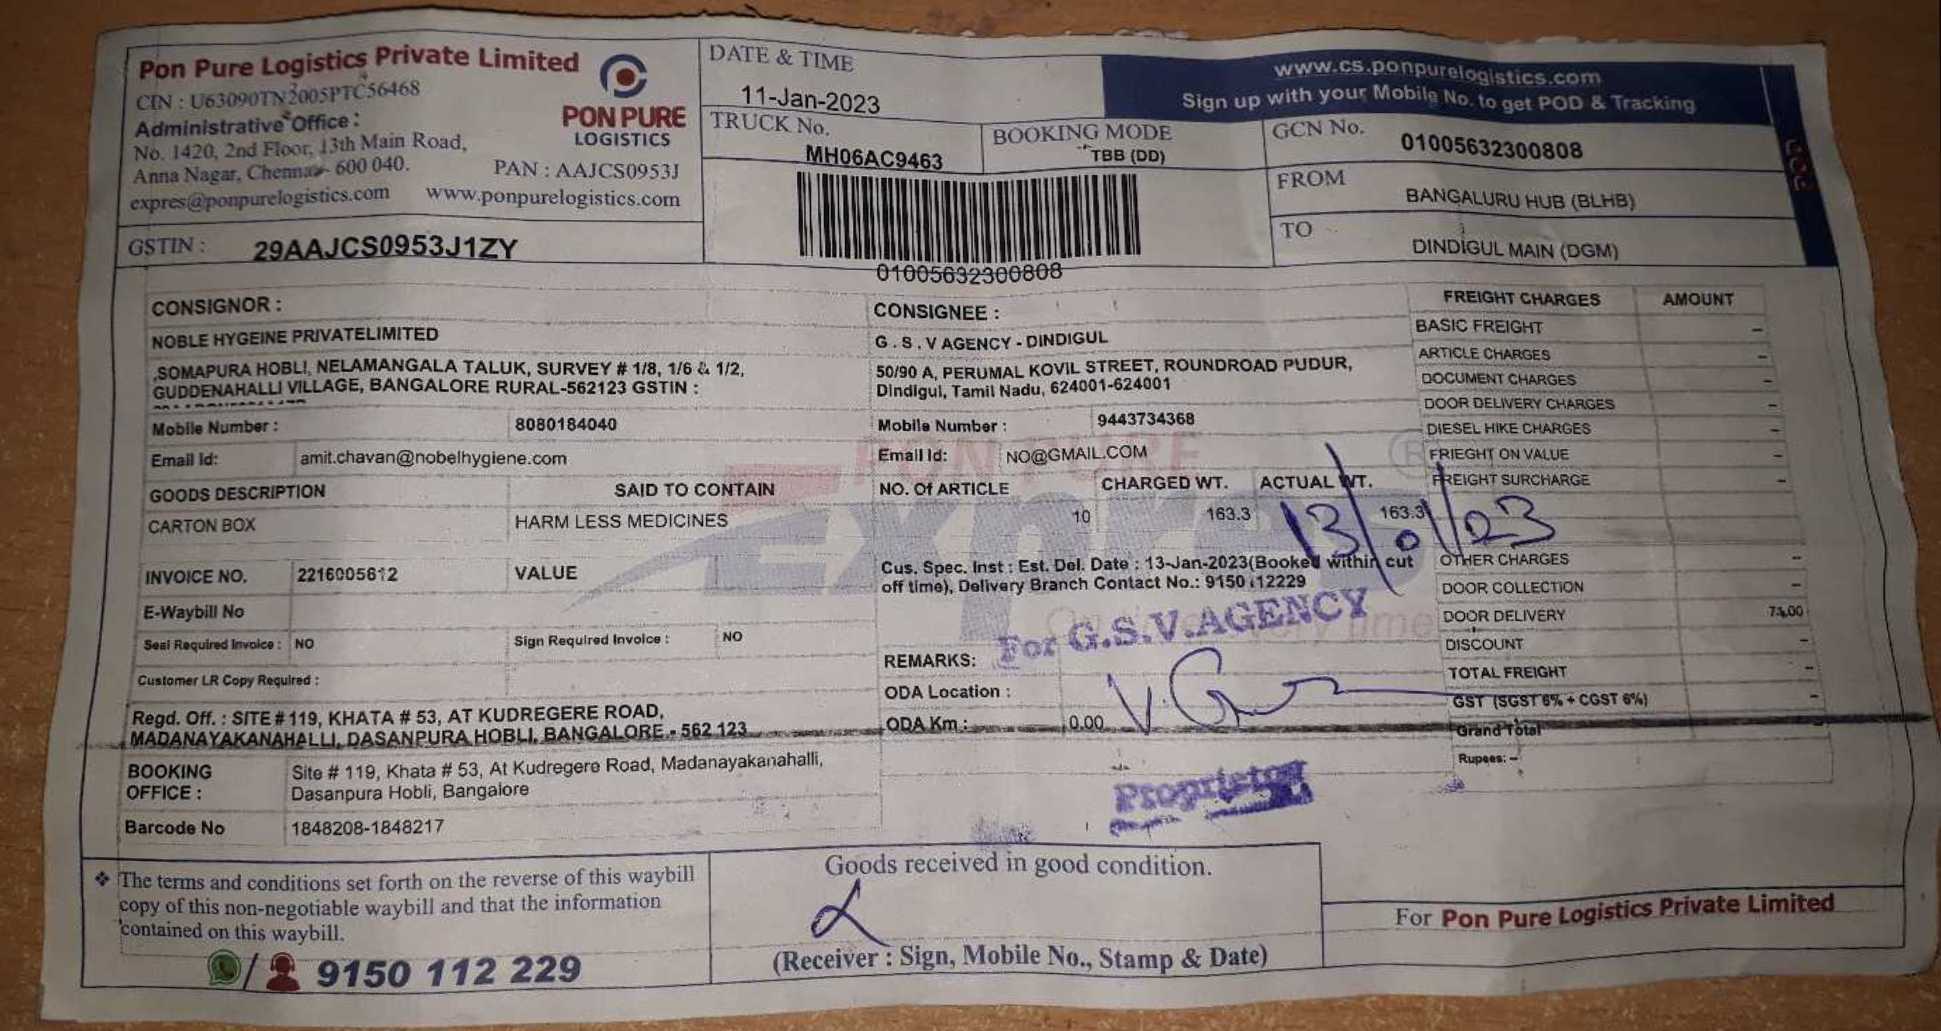 Pon Pure Logistics Private Limited
CIN : U63090TN2005PTC56468
Administrative Office :
No. 1420, 2nd Floor, 13th Main Road,
Anna Nagar, Chennai - 600 040.
PAN : AAJCS0953J
expres@ponpurelogistics.com www.ponpurelogistics.com
PON PURE
LOGISTICS
GSTIN : 29AAJCS0953J1ZY
DATE & TIME
11-Jan-2023
TRUCK No.
MH06AC9463
BOOKING MODE
TBB (DD)
01005632300808
www.cs.ponpurelogistics.com
Sign up with your Mobile No. to get POD & Tracking
GCN No. 01005632300808
FROM BANGALURU HUB (BLHB)
TO DINDIGUL MAIN (DGM)
CONSIGNOR :
NOBLE HYGEINE PRIVATELIMITED
,SOMAPURA HOBLI, NELAMANGALA TALUK, SURVEY # 1/8, 1/6 & 1/2,
GUDDENAHALLI VILLAGE, BANGALORE RURAL-562123 GSTIN :
Mobile Number : 8080184040
Email Id: amit.chavan@nobelhygiene.com
GOODS DESCRIPTION SAID TO CONTAIN
CARTON BOX HARM LESS MEDICINES
INVOICE NO. 2216005612 VALUE
E-Waybill No
Seal Required Invoice : NO Sign Required Invoice : NO
Customer LR Copy Required :
Regd. Off. : SITE # 119, KHATA # 53, AT KUDREGERE ROAD,
MADANAYAKANAHALLI, DASANPURA HOBLI, BANGALORE - 562 123
BOOKING OFFICE : Site # 119, Khata # 53, At Kudregere Road, Madanayakanahalli,
Dasanpura Hobli, Bangalore
Barcode No 1848208-1848217
CONSIGNEE :
G . S . V AGENCY - DINDIGUL
50/90 A, PERUMAL KOVIL STREET, ROUNDROAD PUDUR,
Dindigul, Tamil Nadu, 624001-624001
Mobile Number : 9443734368
Email Id: NO@GMAIL.COM
PON PURE
Express
NO. Of ARTICLE CHARGED WT. ACTUAL WT.
10 163.3 163.3
13/01/23
Cus. Spec. Inst : Est. Del. Date : 13-Jan-2023(Booked within cut
off time), Delivery Branch Contact No.: 9150112229
For G.S.V.AGENCY
REMARKS:
ODA Location :
ODA Km : 0.00
Proprietor
FREIGHT CHARGES AMOUNT
BASIC FREIGHT –
ARTICLE CHARGES
DOCUMENT CHARGES –
DOOR DELIVERY CHARGES –
DIESEL HIKE CHARGES –
FRIEGHT ON VALUE –
FREIGHT SURCHARGE –
OTHER CHARGES –
DOOR COLLECTION –
DOOR DELIVERY
DISCOUNT –
TOTAL FREIGHT –
GST (SGST 6% + CGST 6%) –
Grand Total
Rupees: –
❖ The terms and conditions set forth on the reverse of this waybill
copy of this non-negotiable waybill and that the information
contained on this waybill.
/ 9150 112 229
Goods received in good condition.
(Receiver : Sign, Mobile No., Stamp & Date)
For Pon Pure Logistics Private Limited